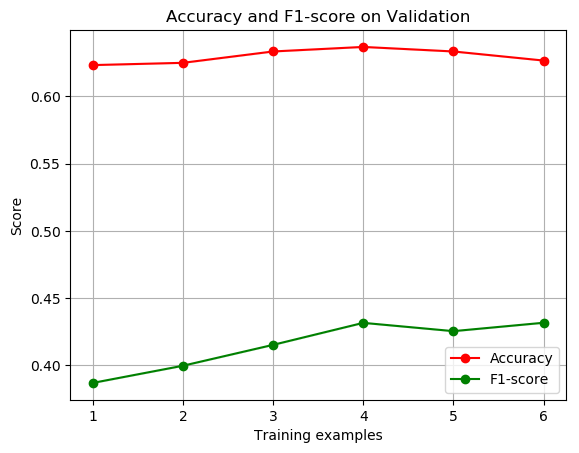 Accuracy and F1-score on Validation
Score
0.60
0.55
0.50
0.45
0.40
Accuracy
F1-score
1 2 3 4 5 6
Training examples